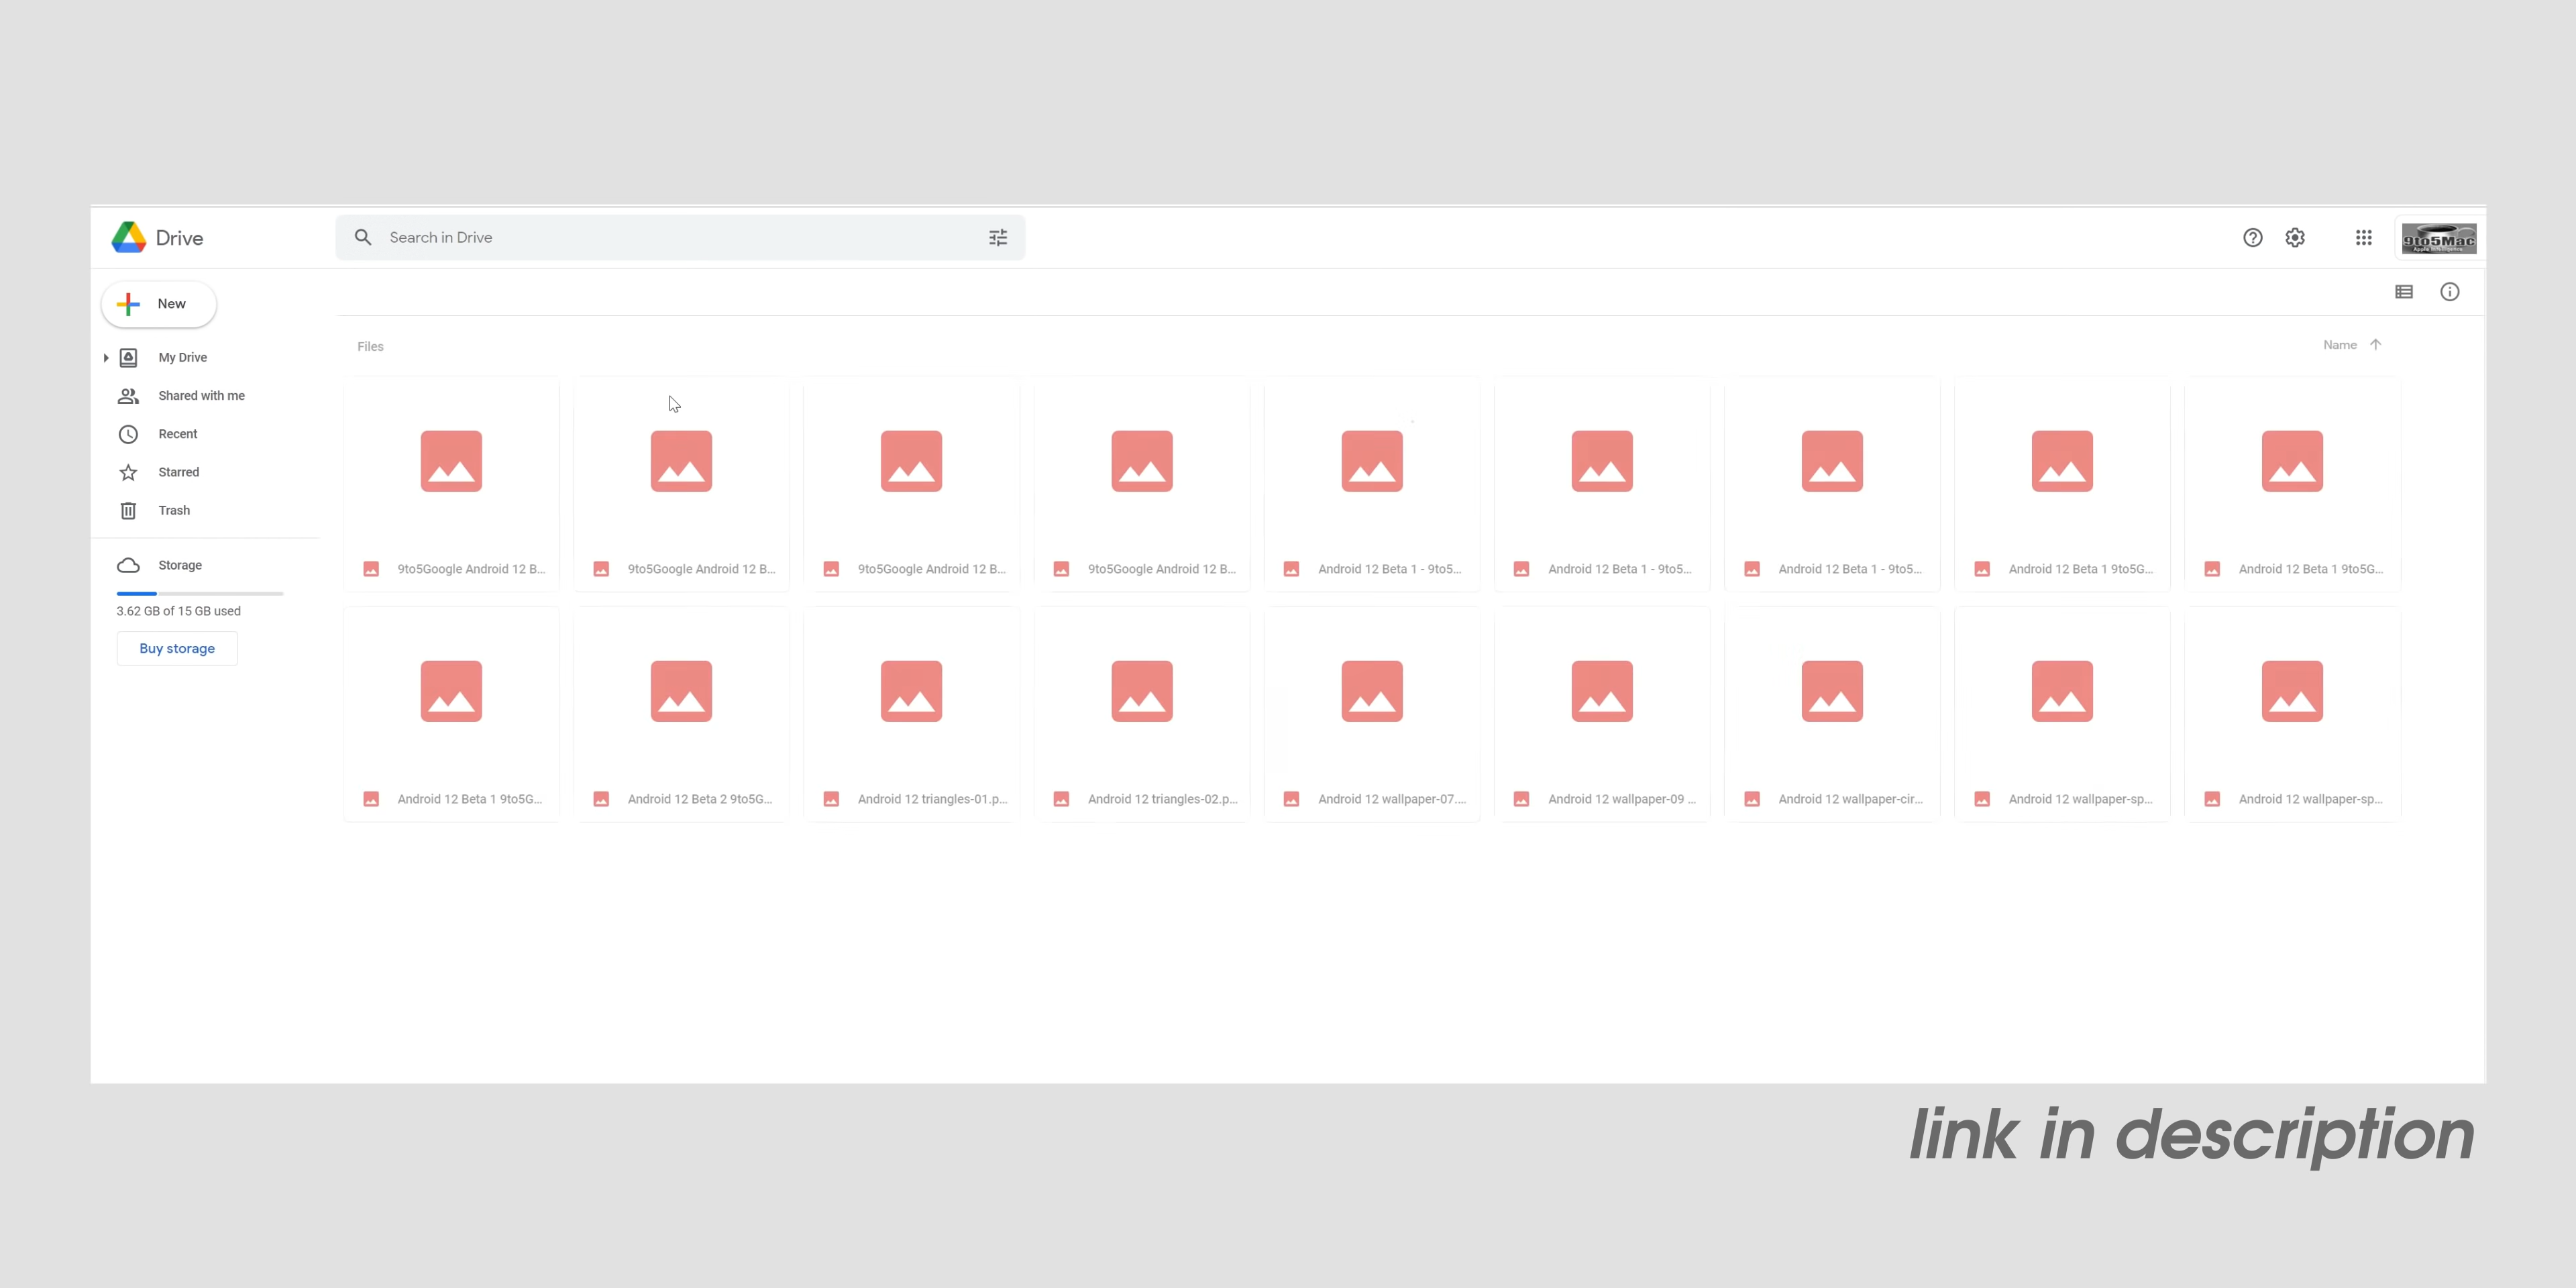 Drive
Search in Drive
9to5Mac
Apple Intelligence
New
My Drive
Shared with me
Recent
Starred
Trash
Storage
3.62 GB of 15 GB used
Buy storage
Files
Name
9to5Google Android 12 B...
9to5Google Android 12 B...
9to5Google Android 12 B...
9to5Google Android 12 B...
Android 12 Beta 1 - 9to5...
Android 12 Beta 1 - 9to5...
Android 12 Beta 1 - 9to5...
Android 12 Beta 1 9to5G...
Android 12 Beta 1 9to5G...
Android 12 Beta 1 9to5G...
Android 12 Beta 2 9to5G...
Android 12 triangles-01.p...
Android 12 triangles-02.p...
Android 12 wallpaper-07....
Android 12 wallpaper-09 ...
Android 12 wallpaper-cir...
Android 12 wallpaper-sp...
Android 12 wallpaper-sp...
link in description